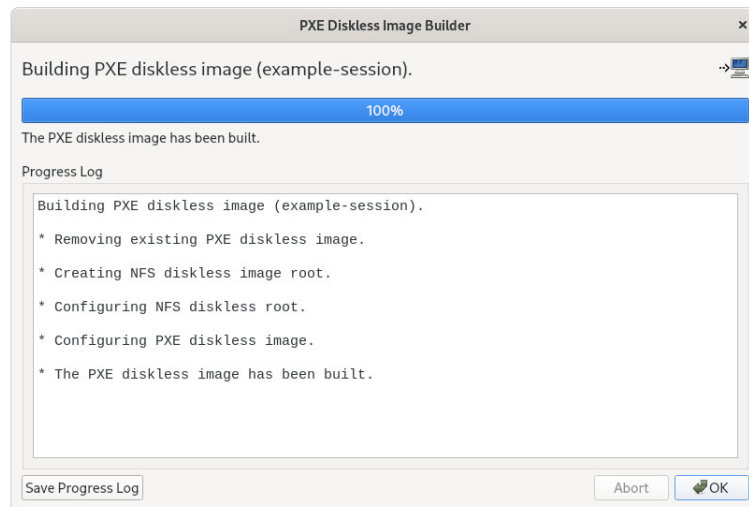 PXE Diskless Image Builder
Building PXE diskless image (example-session).
100%
The PXE diskless image has been built.
Progress Log
Building PXE diskless image (example-session).
* Removing existing PXE diskless image.
* Creating NFS diskless image root.
* Configuring NFS diskless root.
* Configuring PXE diskless image.
* The PXE diskless image has been built.
Save Progress Log
Abort
OK